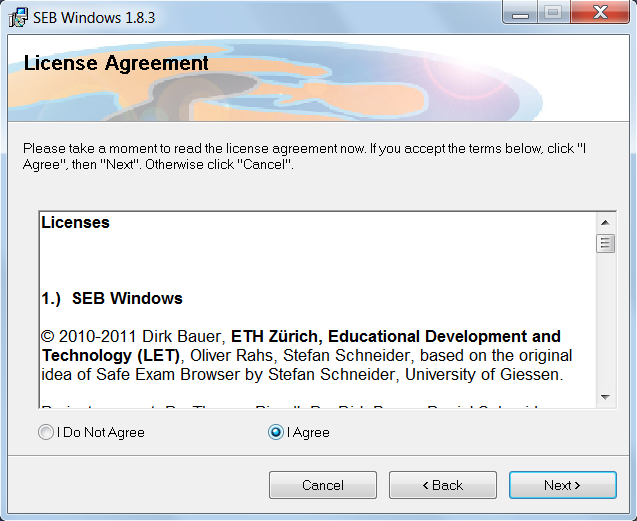 SEB Windows 1.8.3
License Agreement
Please take a moment to read the license agreement now. If you accept the terms below, click "I
Agree", then "Next". Otherwise click "Cancel".
Licenses
1.) SEB Windows
© 2010-2011 Dirk Bauer, ETH Zürich, Educational Development and
Technology (LET), Oliver Rahs, Stefan Schneider, based on the original
idea of Safe Exam Browser by Stefan Schneider, University of Giessen.
I Do Not Agree
I Agree
Cancel
< Back
Next >